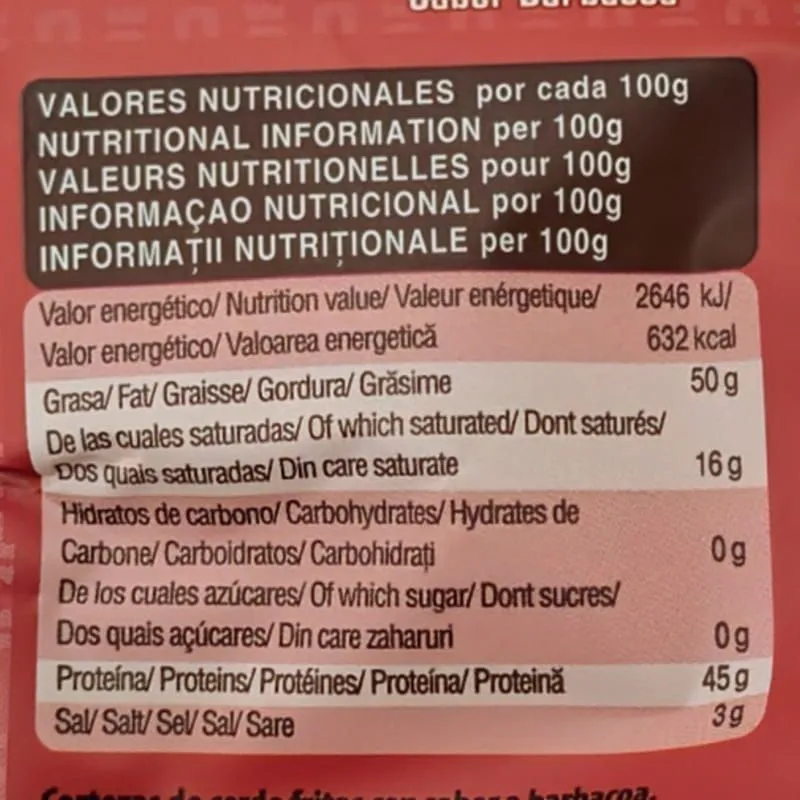 VALORES NUTRICIONALES por cada 100g
NUTRITIONAL INFORMATION per 100g
VALEURS NUTRITIONELLES pour 100g
INFORMAÇAO NUTRICIONAL por 100g
INFORMAȚII NUTRIȚIONALE per 100g
Valor energético/ Nutrition value/ Valeur enérgetique/ 2646 kJ/
Valor energético/ Valoarea energetică 632 kcal
Grasa/ Fat/ Graisse/ Gordura/ Grăsime 50 g
De las cuales saturadas/ Of which saturated/ Dont saturés/
Dos quais saturadas/ Din care saturate 16 g
Hidratos de carbono/ Carbohydrates/ Hydrates de
Carbone/ Carboidratos/ Carbohidrați 0 g
De los cuales azúcares/ Of which sugar/ Dont sucres/
Dos quais açúcares/ Din care zaharuri 0 g
Proteína/ Proteins/ Protéines/ Proteína/ Proteină 45 g
Sal/ Salt/ Sel/ Sal/ Sare 3 g